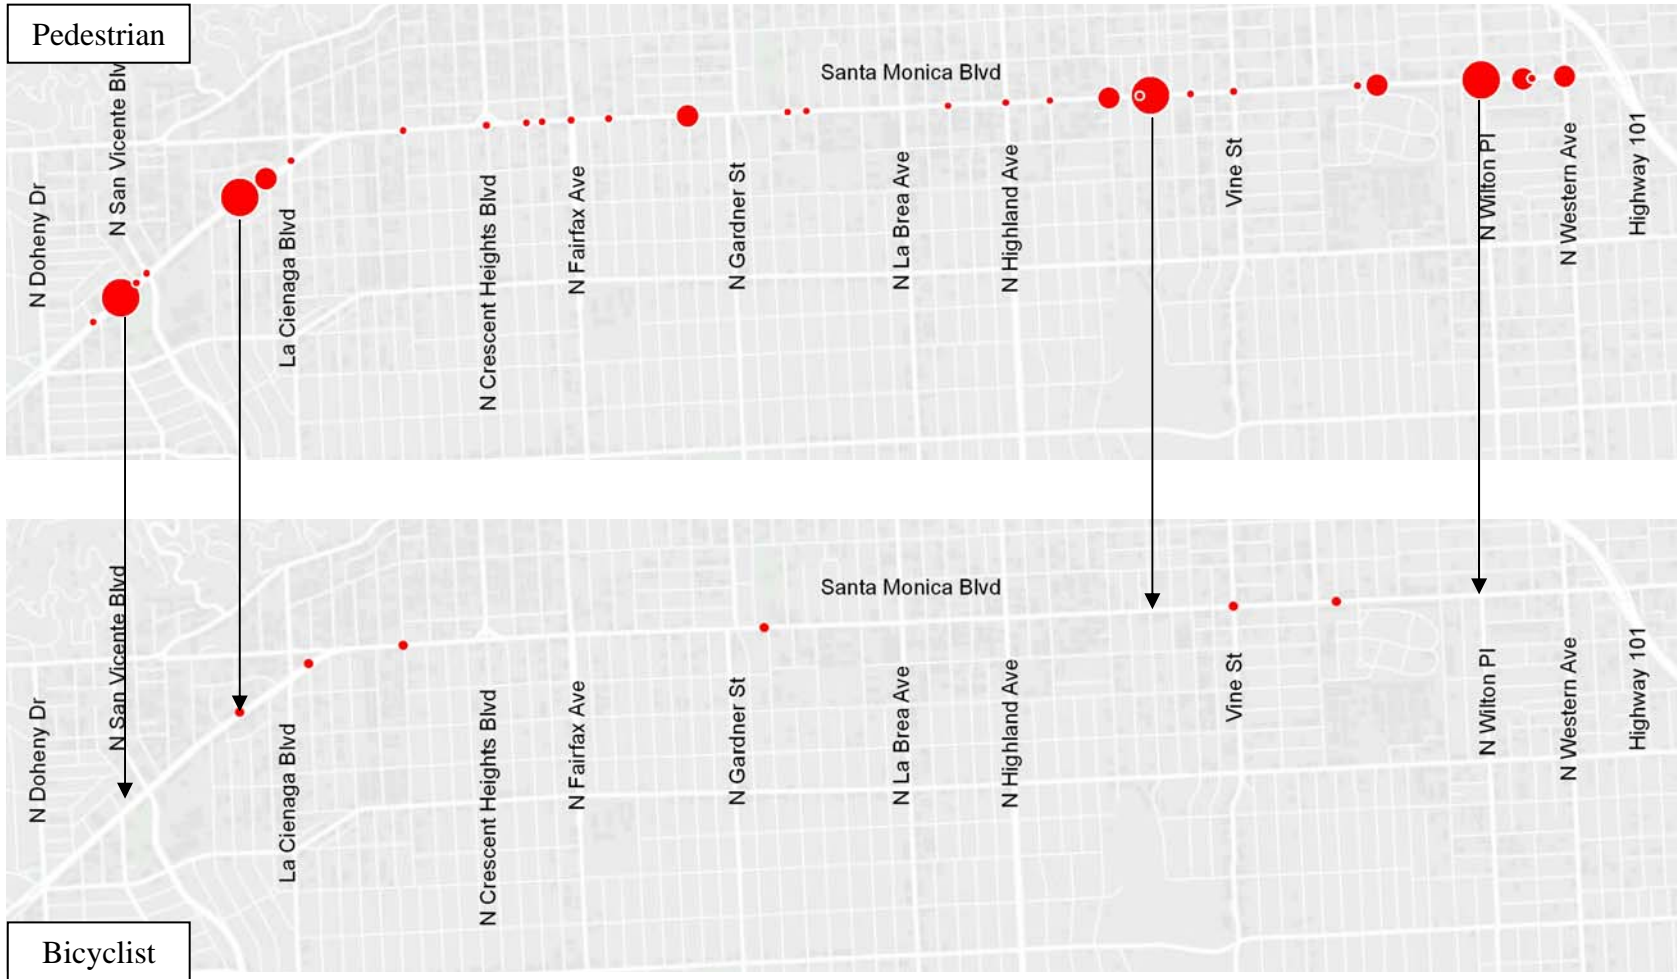 Pedestrian
Santa Monica Blvd
N Doheny Dr
N San Vicente Blv
La Cienaga Blvd
N Crescent Heights Blvd
N Fairfax Ave
N Gardner St
N La Brea Ave
N Highland Ave
Vine St
N Wilton Pl
N Western Ave
Highway 101
Santa Monica Blvd
N Doheny Dr
N San Vicente Blvd
La Cienaga Blvd
N Crescent Heights Blvd
N Fairfax Ave
N Gardner St
N La Brea Ave
N Highland Ave
Vine St
N Wilton Pl
N Western Ave
Highway 101
Bicyclist